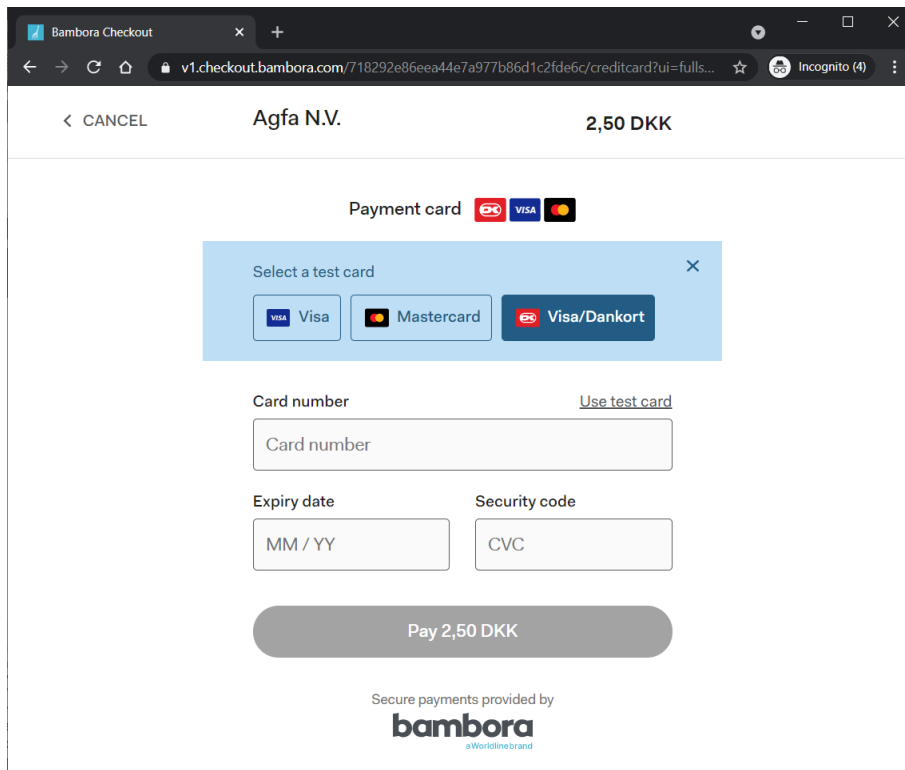 Bambora Checkout
v1.checkout.bambora.com/718292e86eea44e7a977b86d1c2fde6c/creditcard?ui=fulls... Incognito (4)
CANCEL Agfa N.V. 2,50 DKK
Payment card VISA
Select a test card
VISA Visa Mastercard Visa/Dankort
Card number Use test card
Card number
Expiry date Security code
MM / YY CVC
Pay 2,50 DKK
Secure payments provided by
bambora
a Worldline brand